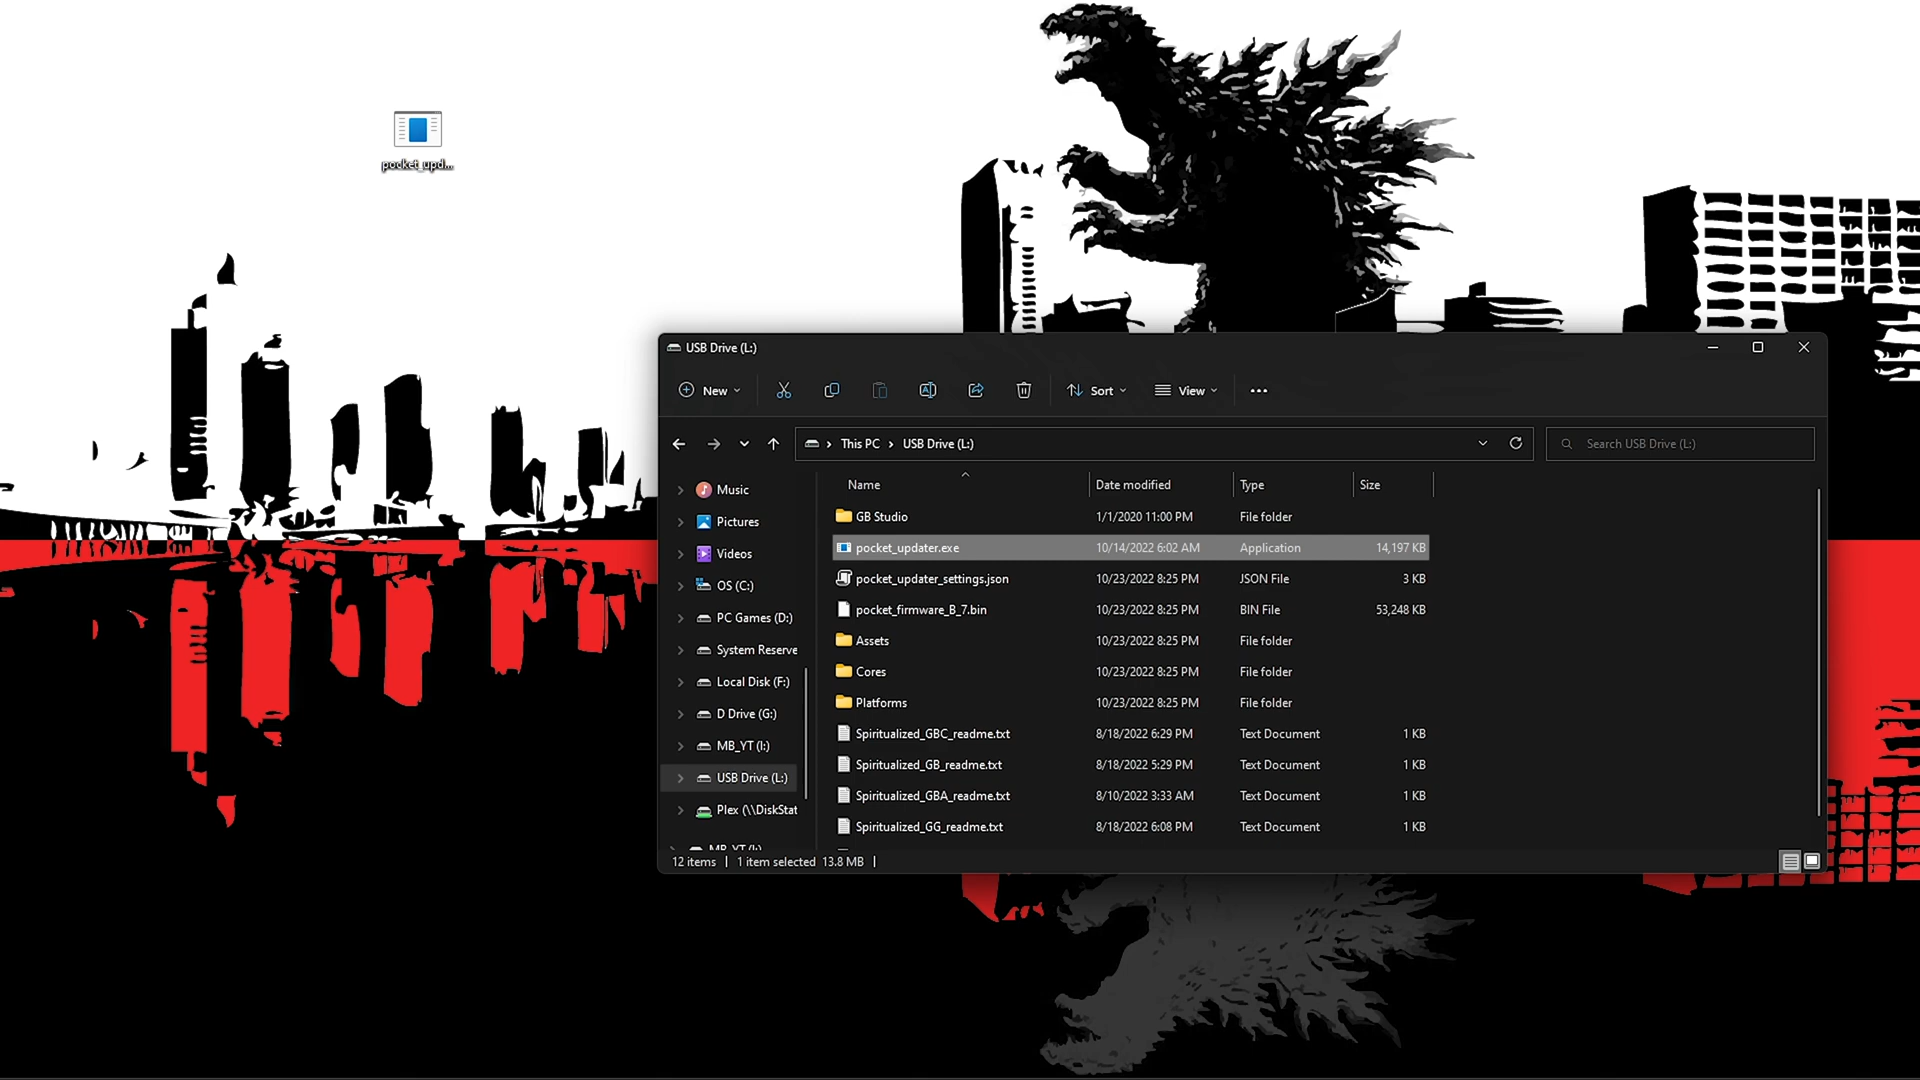 pocket_upd...
USB Drive (L:)
New
Sort
View
This PC > USB Drive (L:)
Search USB Drive (L:)
Name Date modified Type Size
Music
Pictures
Videos
OS (C:)
PC Games (D:)
System Reserve
Local Disk (F:)
D Drive (G:)
MB_YT (I:)
USB Drive (L:)
Plex (\\DiskStat
GB Studio 1/1/2020 11:00 PM File folder
pocket_updater.exe 10/14/2022 6:02 AM Application 14,197 KB
pocket_updater_settings.json 10/23/2022 8:25 PM JSON File 3 KB
pocket_firmware_B_7.bin 10/23/2022 8:25 PM BIN File 53,248 KB
Assets 10/23/2022 8:25 PM File folder
Cores 10/23/2022 8:25 PM File folder
Platforms 10/23/2022 8:25 PM File folder
Spiritualized_GBC_readme.txt 8/18/2022 6:29 PM Text Document 1 KB
Spiritualized_GB_readme.txt 8/18/2022 5:29 PM Text Document 1 KB
Spiritualized_GBA_readme.txt 8/10/2022 3:33 AM Text Document 1 KB
Spiritualized_GG_readme.txt 8/18/2022 6:08 PM Text Document 1 KB
12 items | 1 item selected 13.8 MB |